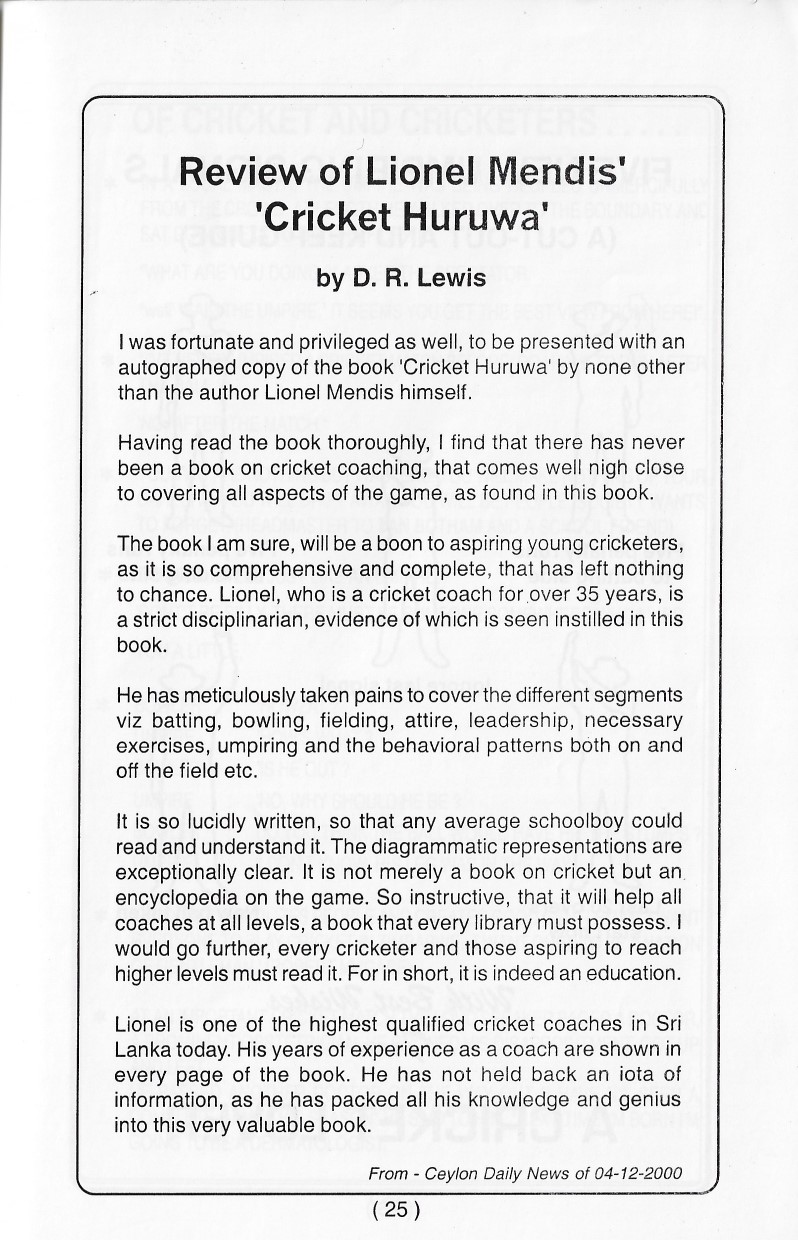 Review of Lionel Mendis'
'Cricket Huruwa'
by D. R. Lewis
I was fortunate and privileged as well, to be presented with an
autographed copy of the book 'Cricket Huruwa' by none other
than the author Lionel Mendis himself.
Having read the book thoroughly, I find that there has never
been a book on cricket coaching, that comes well nigh close
to covering all aspects of the game, as found in this book.
The book I am sure, will be a boon to aspiring young cricketers,
as it is so comprehensive and complete, that has left nothing
to chance. Lionel, who is a cricket coach for over 35 years, is
a strict disciplinarian, evidence of which is seen instilled in this
book.
He has meticulously taken pains to cover the different segments
viz batting, bowling, fielding, attire, leadership, necessary
exercises, umpiring and the behavioral patterns both on and
off the field etc.
It is so lucidly written, so that any average schoolboy could
read and understand it. The diagrammatic representations are
exceptionally clear. It is not merely a book on cricket but an
encyclopedia on the game. So instructive, that it will help all
coaches at all levels, a book that every library must possess. I
would go further, every cricketer and those aspiring to reach
higher levels must read it. For in short, it is indeed an education.
Lionel is one of the highest qualified cricket coaches in Sri
Lanka today. His years of experience as a coach are shown in
every page of the book. He has not held back an iota of
information, as he has packed all his knowledge and genius
into this very valuable book.
From - Ceylon Daily News of 04-12-2000
( 25 )